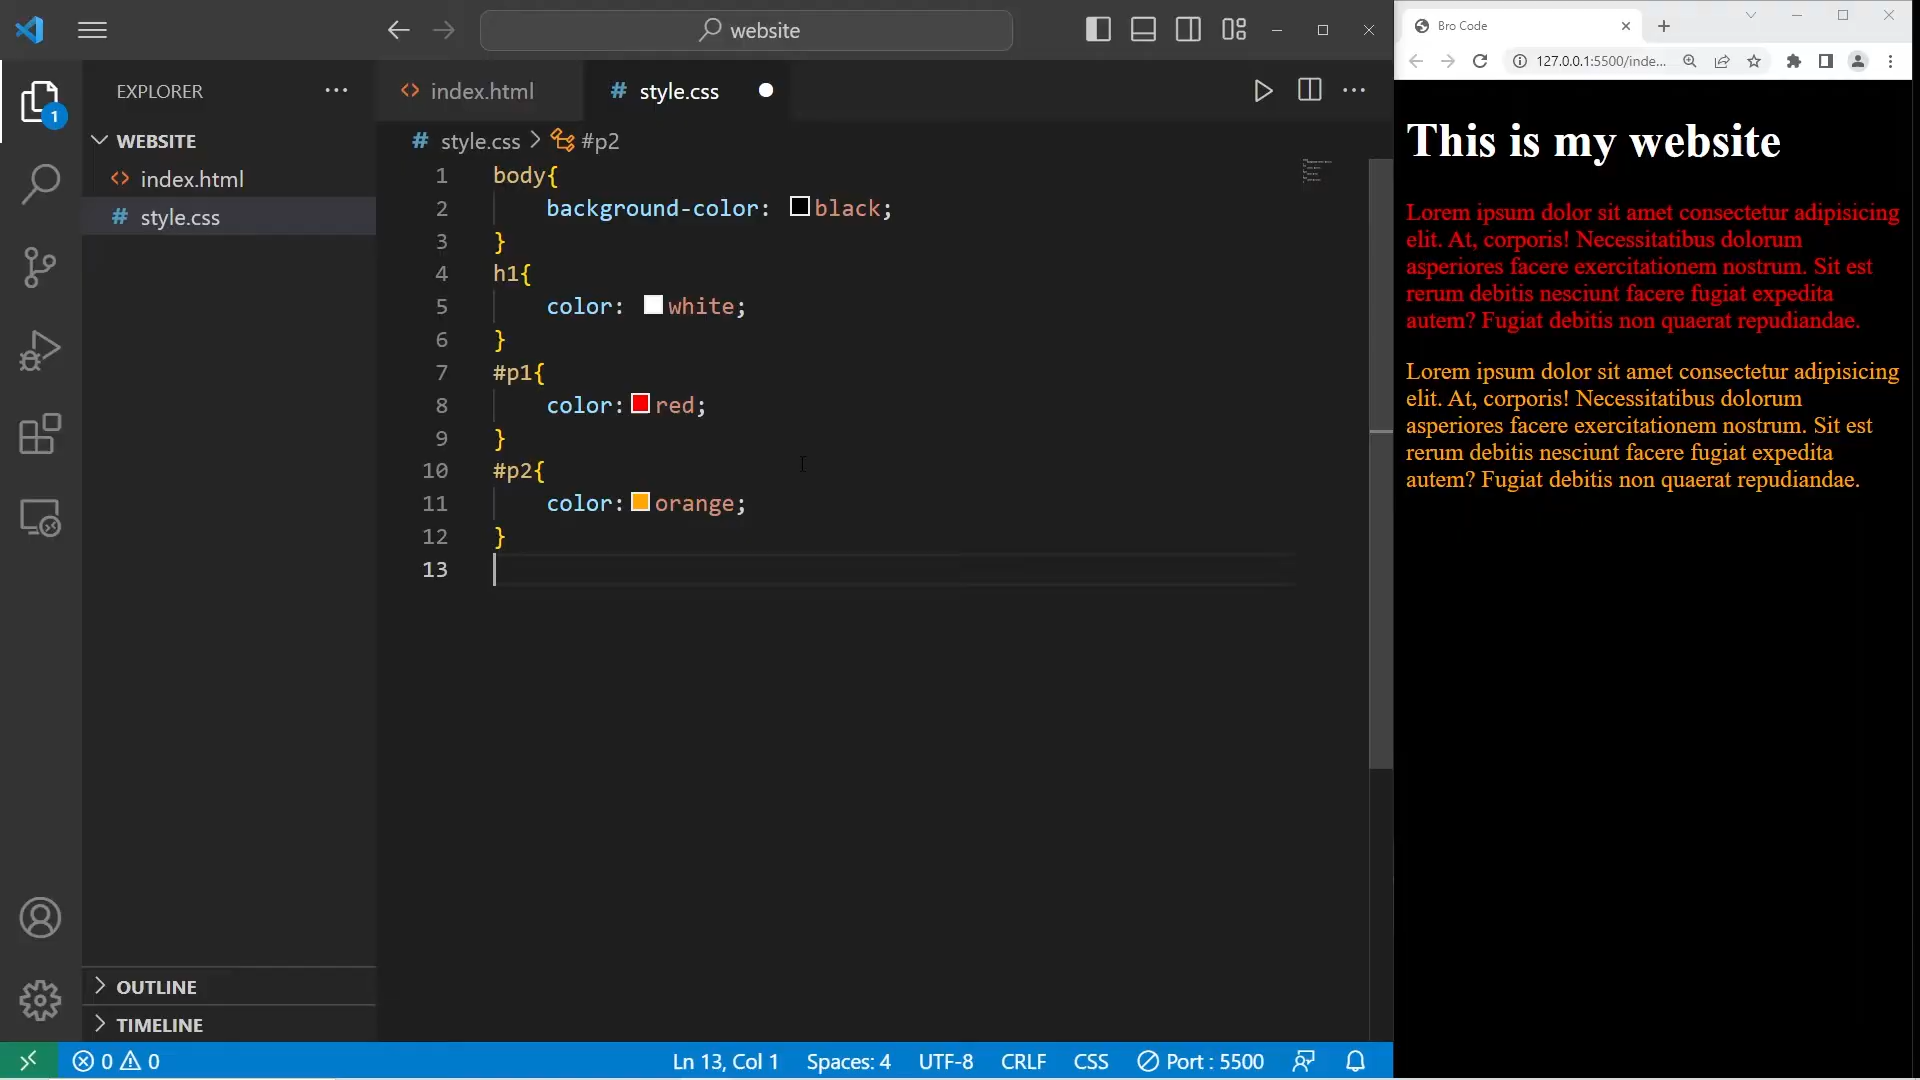 website
EXPLORER
WEBSITE
index.html
style.css
1
index.html
style.css
style.css > #p2
1 body{
2 background-color: black;
3 }
4 h1{
5 color: white;
6 }
7 #p1{
8 color: red;
9 }
10 #p2{
11 color: orange;
12 }
13
OUTLINE
TIMELINE
0 0
Ln 13, Col 1 Spaces: 4 UTF-8 CRLF CSS Port : 5500
Bro Code
127.0.0.1:5500/inde...
This is my website
Lorem ipsum dolor sit amet consectetur adipisicing
elit. At, corporis! Necessitatibus dolorum
asperiores facere exercitationem nostrum. Sit est
rerum debitis nesciunt facere fugiat expedita
autem? Fugiat debitis non quaerat repudiandae.
Lorem ipsum dolor sit amet consectetur adipisicing
elit. At, corporis! Necessitatibus dolorum
asperiores facere exercitationem nostrum. Sit est
rerum debitis nesciunt facere fugiat expedita
autem? Fugiat debitis non quaerat repudiandae.